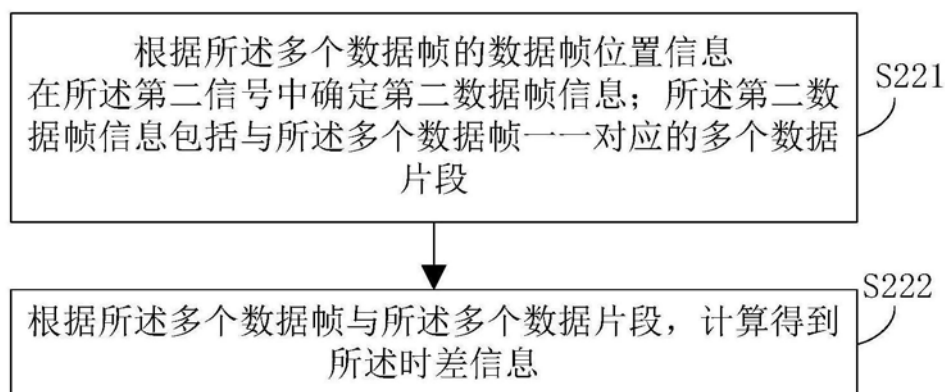 根据所述多个数据帧的数据帧位置信息
在所述第二信号中确定第二数据帧信息；所述第二数
据帧信息包括与所述多个数据帧一一对应的多个数据
片段
S221
根据所述多个数据帧与所述多个数据片段，计算得到
所述时差信息
S222